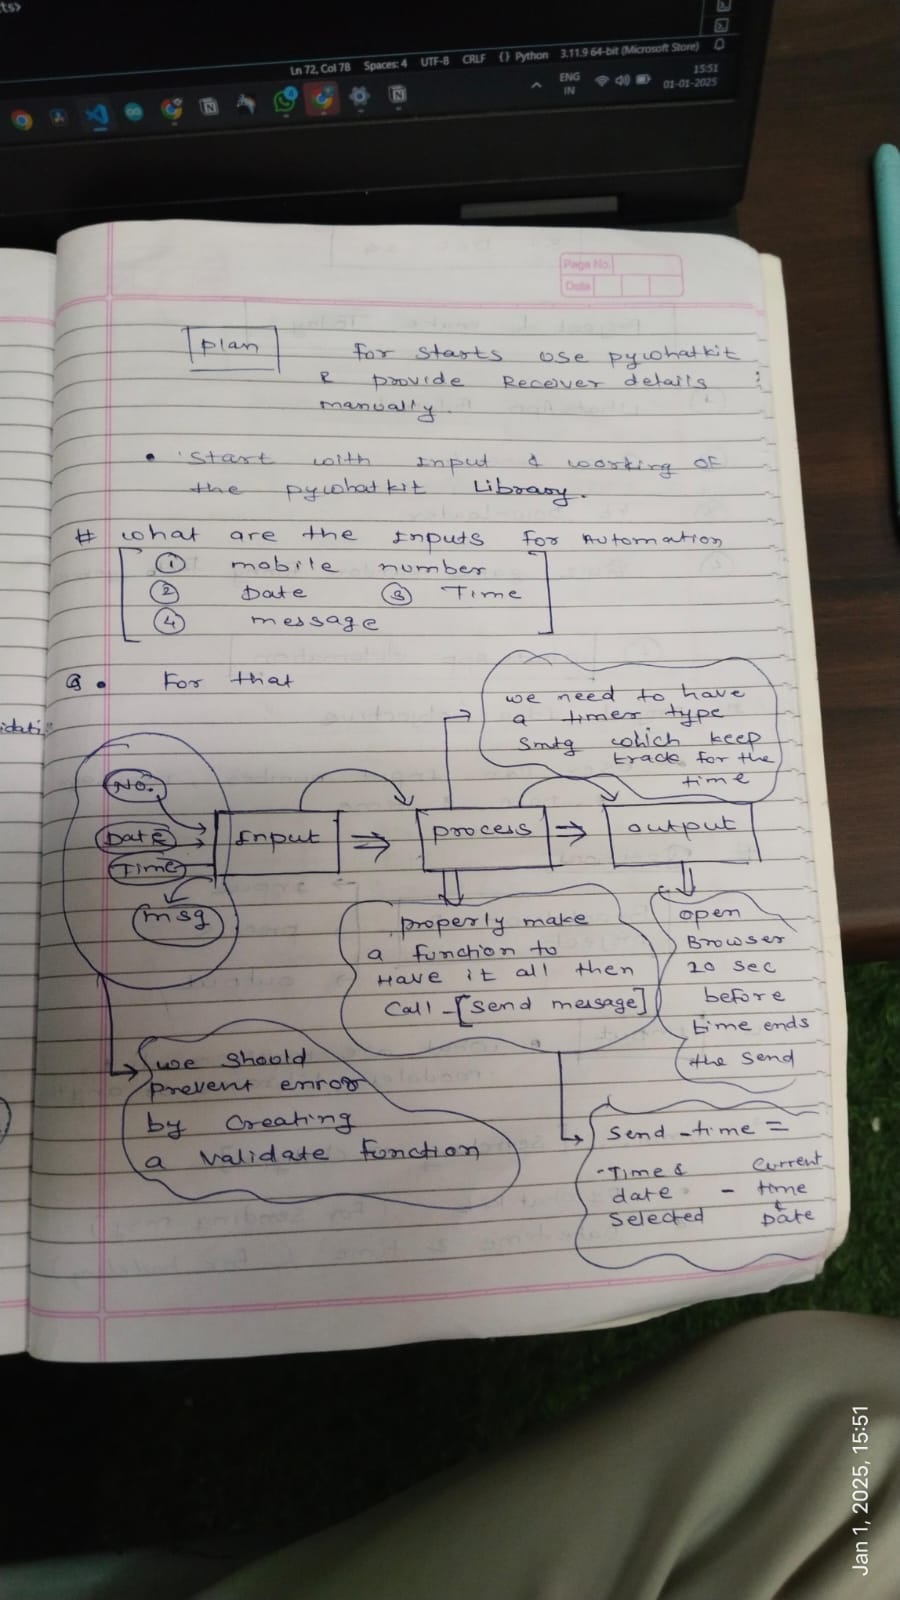 ts>
Ln 72, Col 78 Spaces: 4 UTF-8 CRLF {} Python 3.11.9 64-bit (Microsoft Store)
ENG
IN
15:51
01-01-2025
Page No.
Date
plan
for starts use pywhatkit
& provide Receiver details
manually.
• Start with Input & working of
the pywhatkit Library.
# what are the Inputs for Automation
① mobile number
② Date ③ Time
④ message
Q. For that
idati
we need to have
a timer type
smtg which keep
track for the
time
No.
Date
Time
msg
Input ⇒ process ⇒ output
properly make
a function to
Have it all then
Call - [send message]
open
Browser
20 sec
before
time ends
the send
we should
prevent error
by creating
a validate function
Send - time =
- Time & date selected - current time & Date
Jan 1, 2025, 15:51